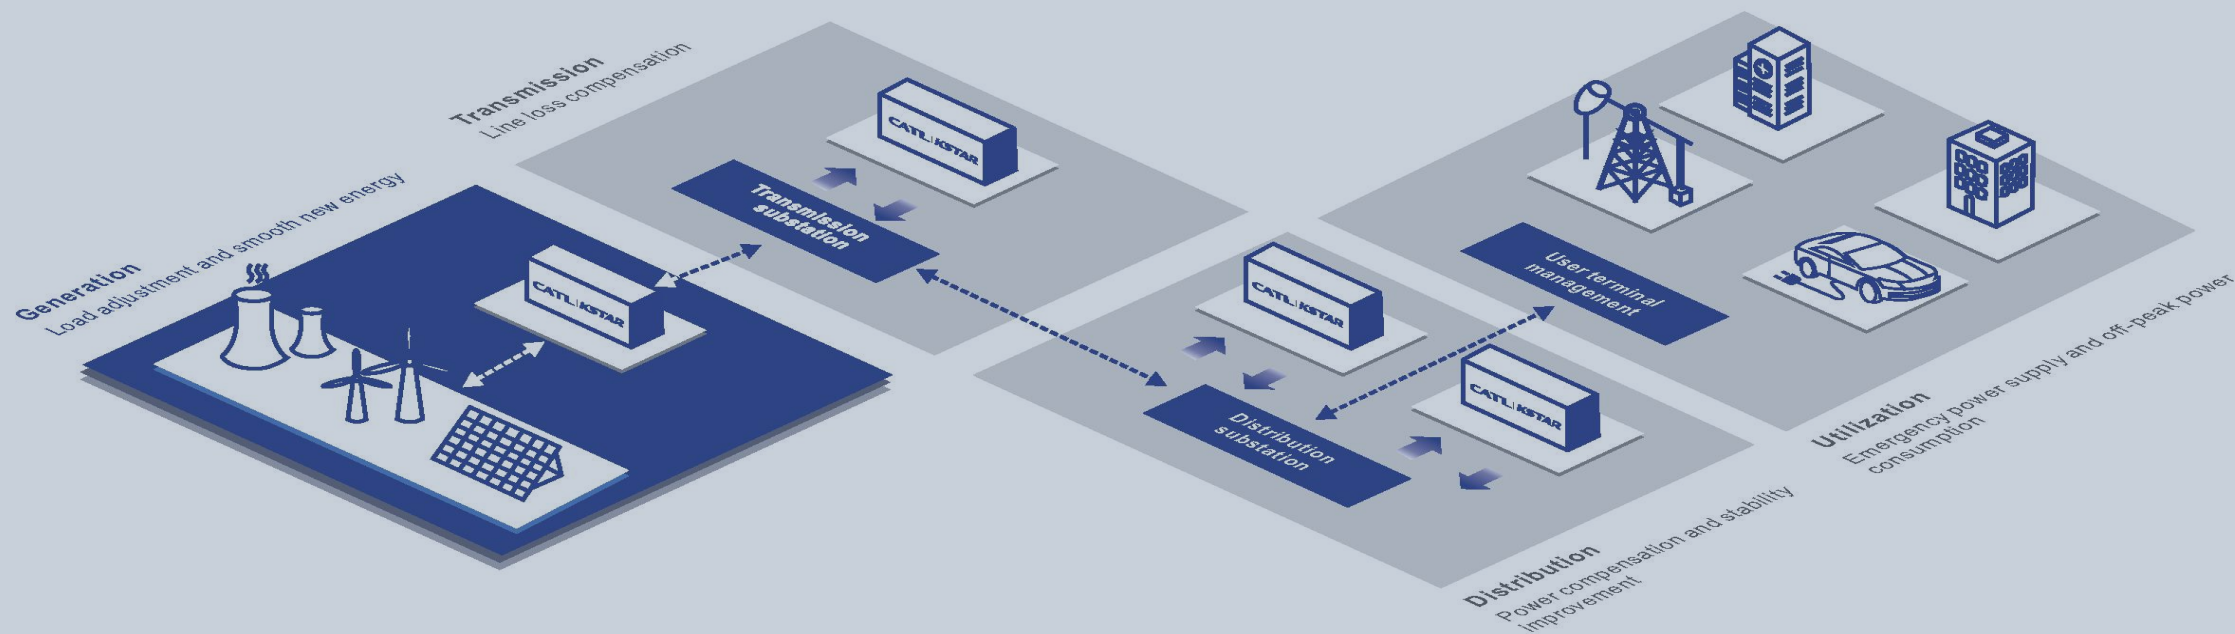 Generation
Load adjustment and smooth new energy
CATL KSTAR
Transmission
Line loss compensation
CATL KSTAR
Transmission
substation
CATL KSTAR
CATL KSTAR
Distribution
substation
Distribution
Power compensation and stability
improvement
User terminal
management
Utilization
Emergency power supply and off-peak power
consumption